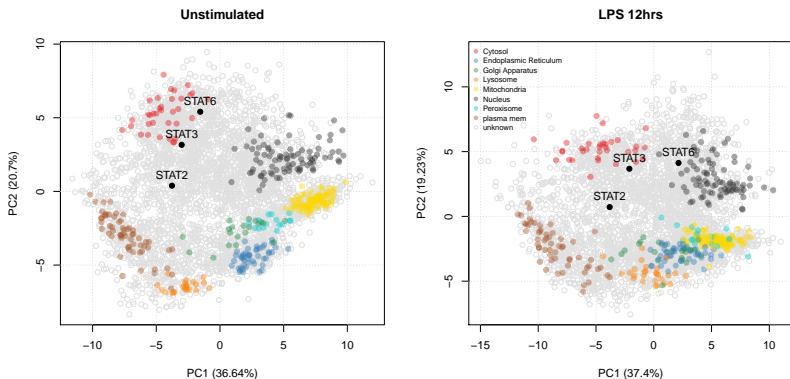 Unstimulated
10
5
0
−5
−10
−5
0
5
10
PC2 (20.7%)
PC1 (36.64%)
STAT6
STAT3
STAT2
LPS 12hrs
10
5
0
−5
−15
−10
−5
0
5
10
PC2 (19.23%)
PC1 (37.4%)
Cytosol
Endoplasmic Reticulum
Golgi Apparatus
Lysosome
Mitochondria
Nucleus
Peroxisome
plasma mem
unknown
STAT6
STAT3
STAT2